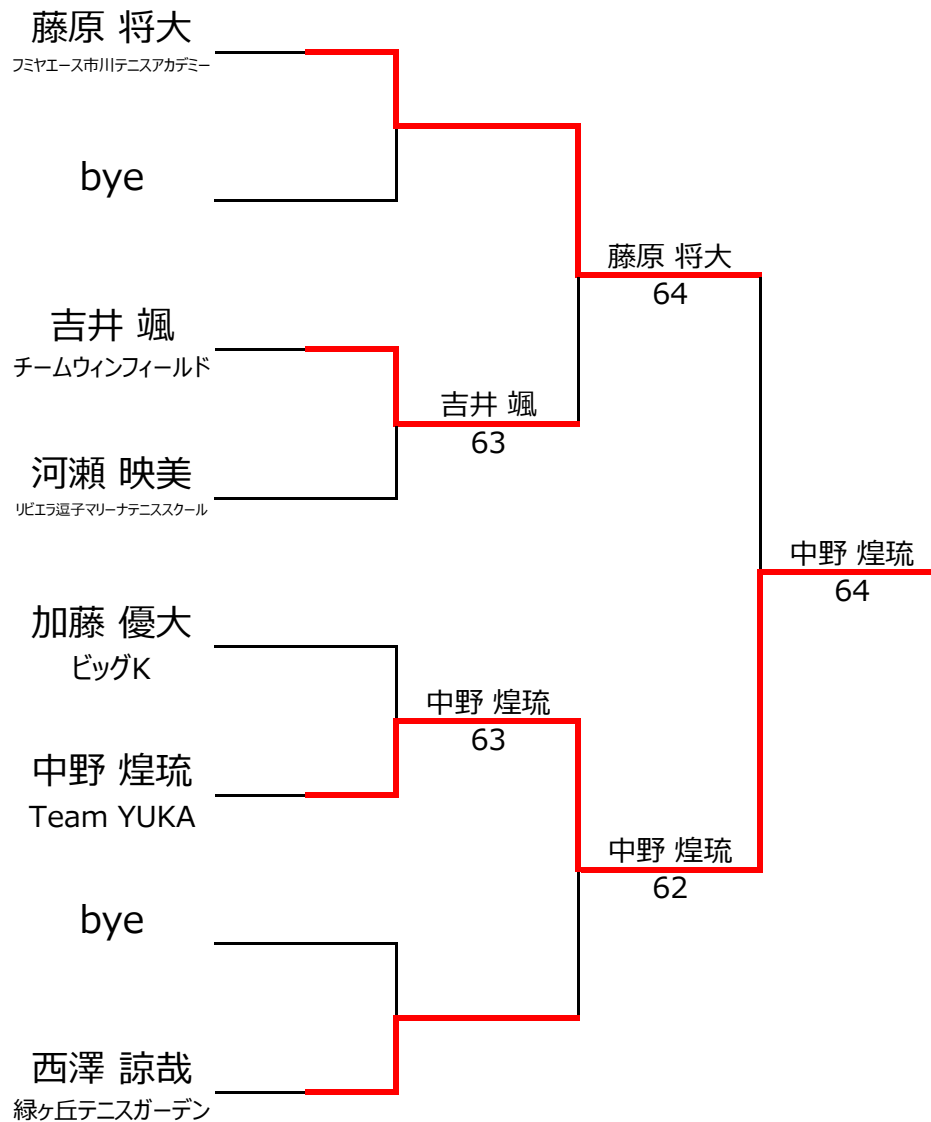 藤原 将大
フミヤエース市川テニスアカデミー
bye
藤原 将大
64
吉井 颯
チームウィンフィールド
吉井 颯
63
河瀬 映美
リビエラ逗子マリーナテニススクール
中野 煌琉
64
加藤 優大
ビッグK
中野 煌琉
63
中野 煌琉
Team YUKA
中野 煌琉
62
bye
西澤 諒哉
緑ヶ丘テニスガーデン